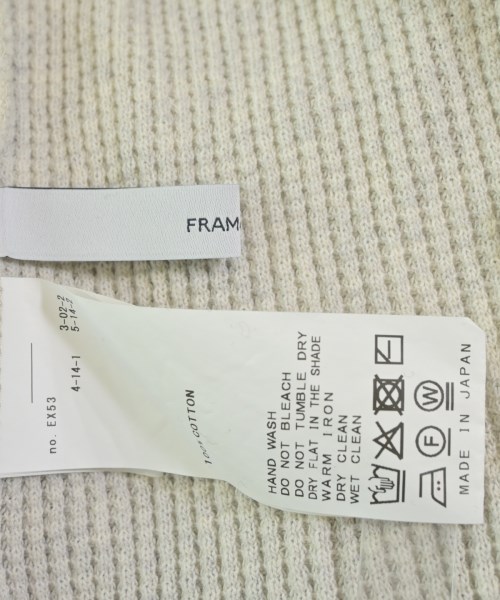 FRAM
no. EX53
4-14-1
3-02-2
5-14-2
100% COTTON
HAND WASH
DO NOT BLEACH
DO NOT TUMBLE DRY
DRY FLAT IN THE SHADE
WARM IRON
DRY CLEAN
WET CLEAN
F
W
MADE IN JAPAN